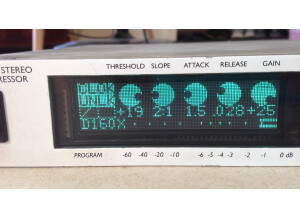 STEREO THRESHOLD SLOPE ATTACK RELEASE GAIN
RESSOR
UNLK
+19 2:1 1.5 .028 +25
D160X
PROGRAM -60 -40 -20 -10 -6 -5 -4 -3 -2 -1 0 dB